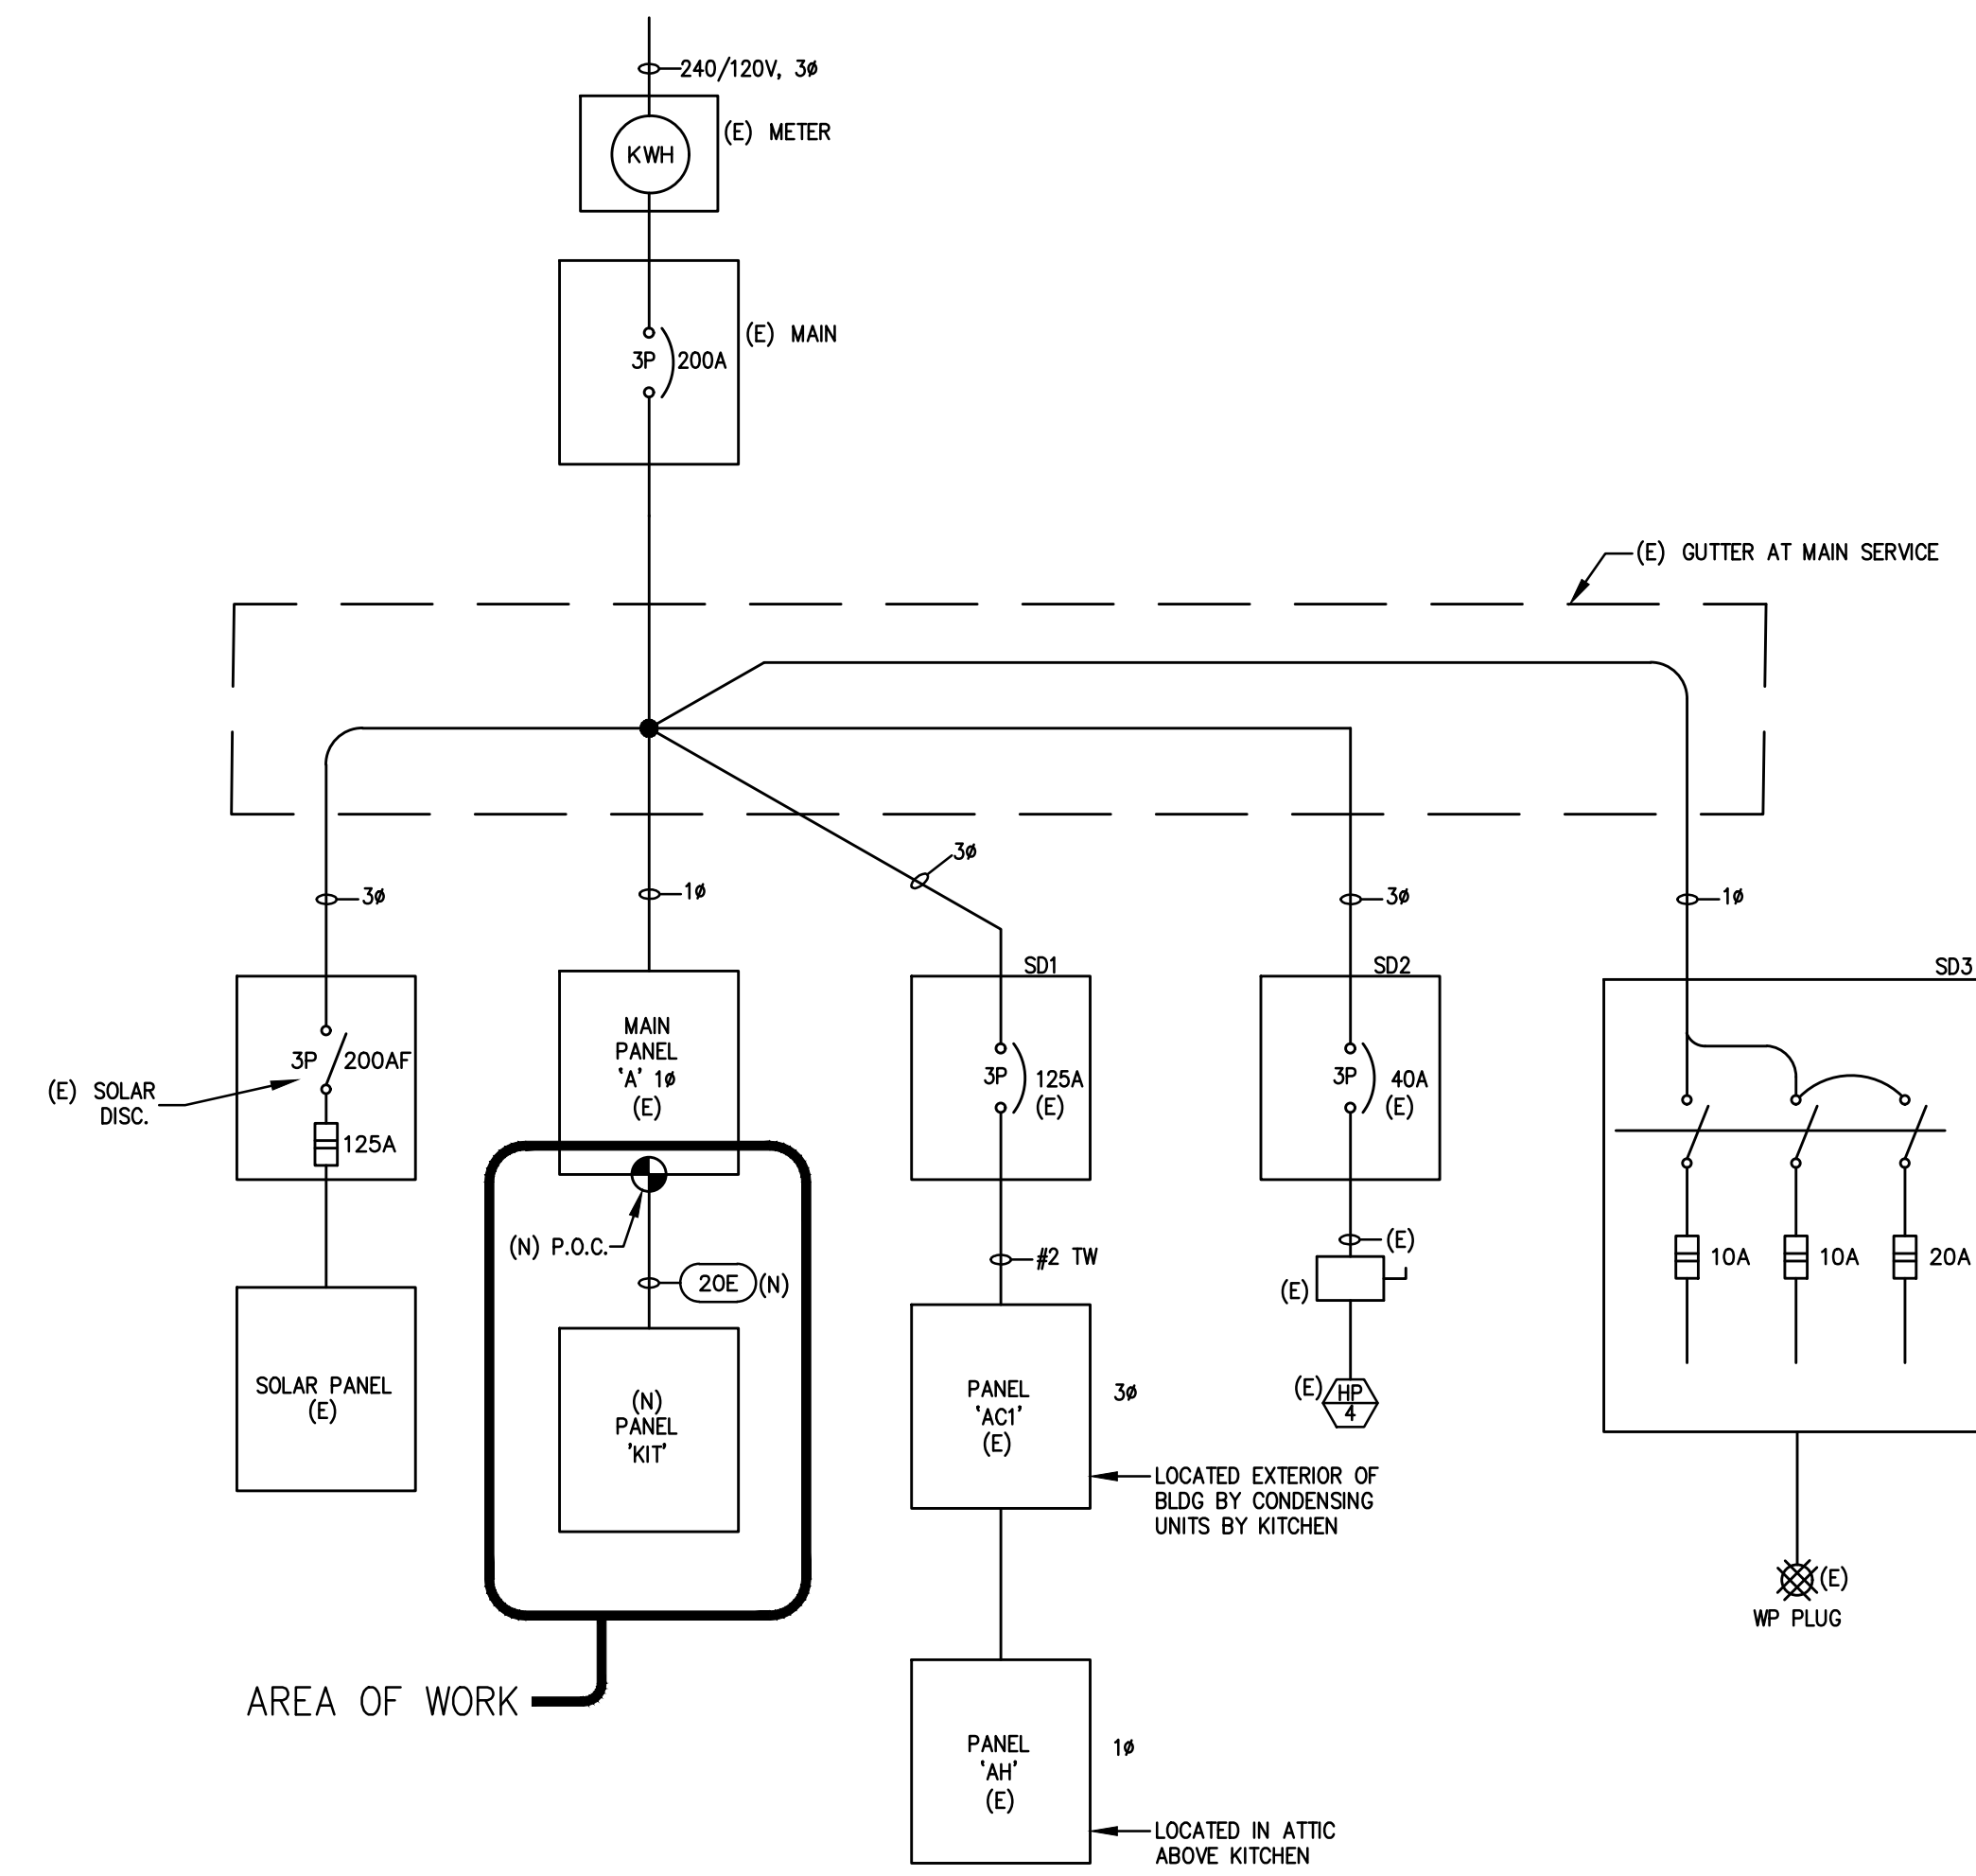 240/120V, 3ø
(E) METER
KWH
(E) MAIN
3P 200A
(E) GUTTER AT MAIN SERVICE
3ø
1ø
3ø
3ø
1ø
(E) SOLAR
DISC.
3P 200AF
125A
SOLAR PANEL
(E)
MAIN
PANEL
'A' 1ø
(E)
(N) P.O.C.
20E (N)
(N)
PANEL
'KIT'
AREA OF WORK
SD1
3P 125A
(E)
#2 TW
PANEL
'AC1'
(E)
3ø
LOCATED EXTERIOR OF
BLDG BY CONDENSING
UNITS BY KITCHEN
PANEL
'AH'
(E)
1ø
LOCATED IN ATTIC
ABOVE KITCHEN
SD2
3P 40A
(E)
(E)
(E)
(E) HP
4
SD3
10A 10A 20A
(E)
WP PLUG